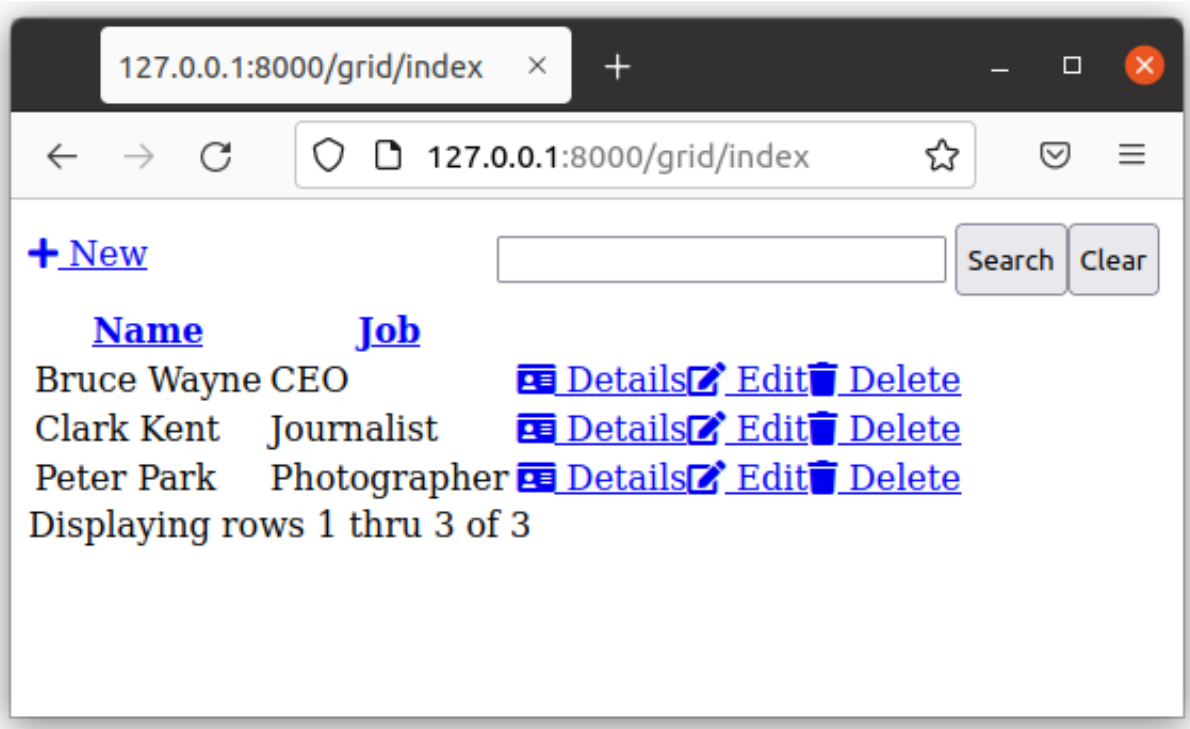 127.0.0.1:8000/grid/index
127.0.0.1:8000/grid/index
New Search Clear
Name Job
Bruce Wayne CEO Details Edit Delete
Clark Kent Journalist Details Edit Delete
Peter Park Photographer Details Edit Delete
Displaying rows 1 thru 3 of 3